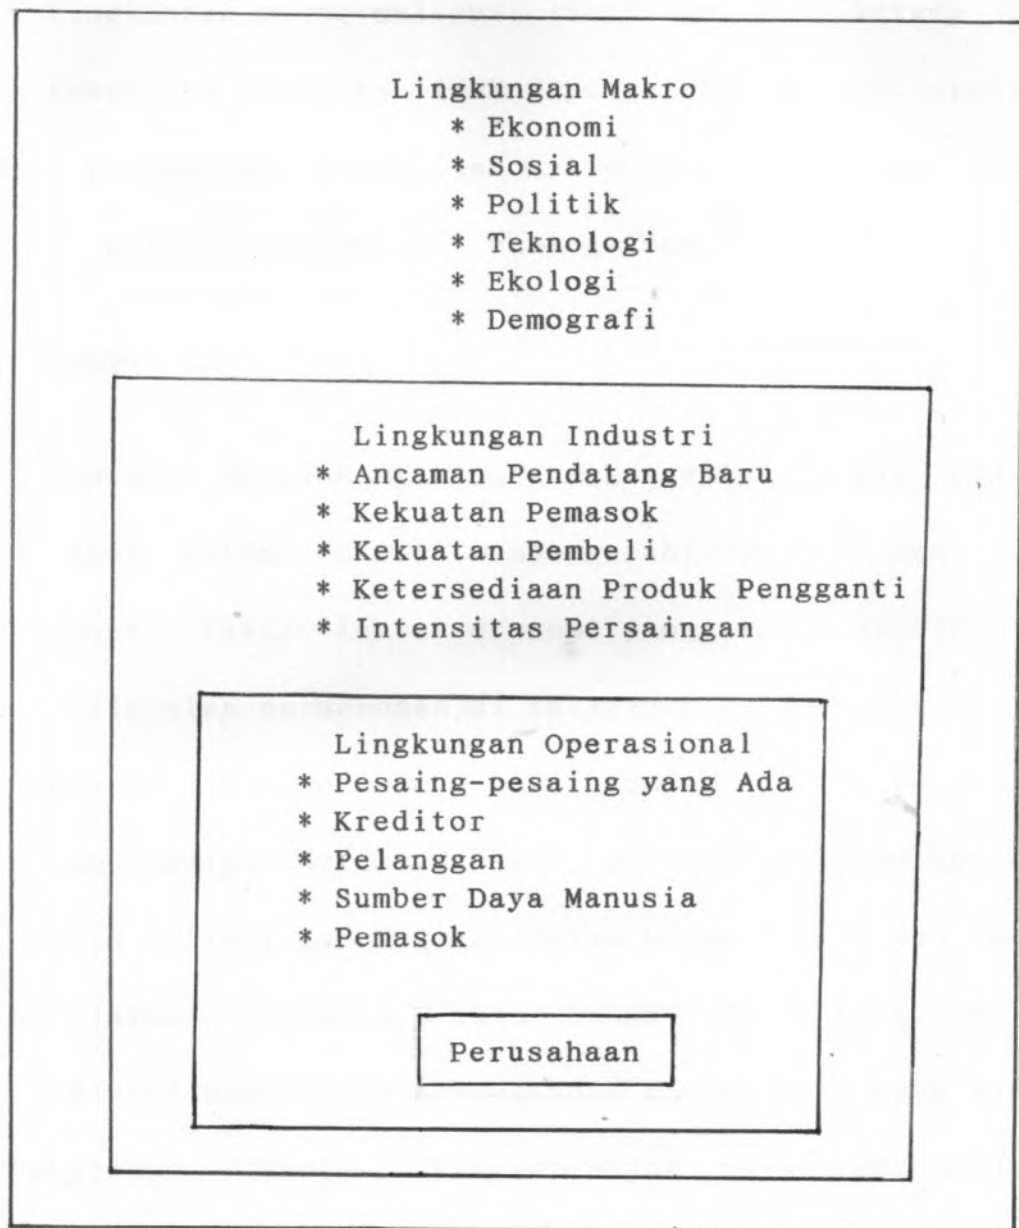 Lingkungan Makro
* Ekonomi
* Sosial
* Politik
* Teknologi
* Ekologi
* Demografi
Lingkungan Industri
* Ancaman Pendatang Baru
* Kekuatan Pemasok
* Kekuatan Pembeli
* Ketersediaan Produk Pengganti
* Intensitas Persaingan
Lingkungan Operasional
* Pesaing-pesaing yang Ada
* Kreditor
* Pelanggan
* Sumber Daya Manusia
* Pemasok
Perusahaan